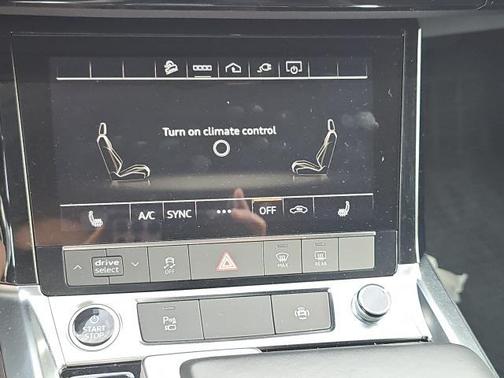 Turn on climate control
A/C SYNC ••• OFF
drive
select
OFF
MAX
REAR
START
STOP
P